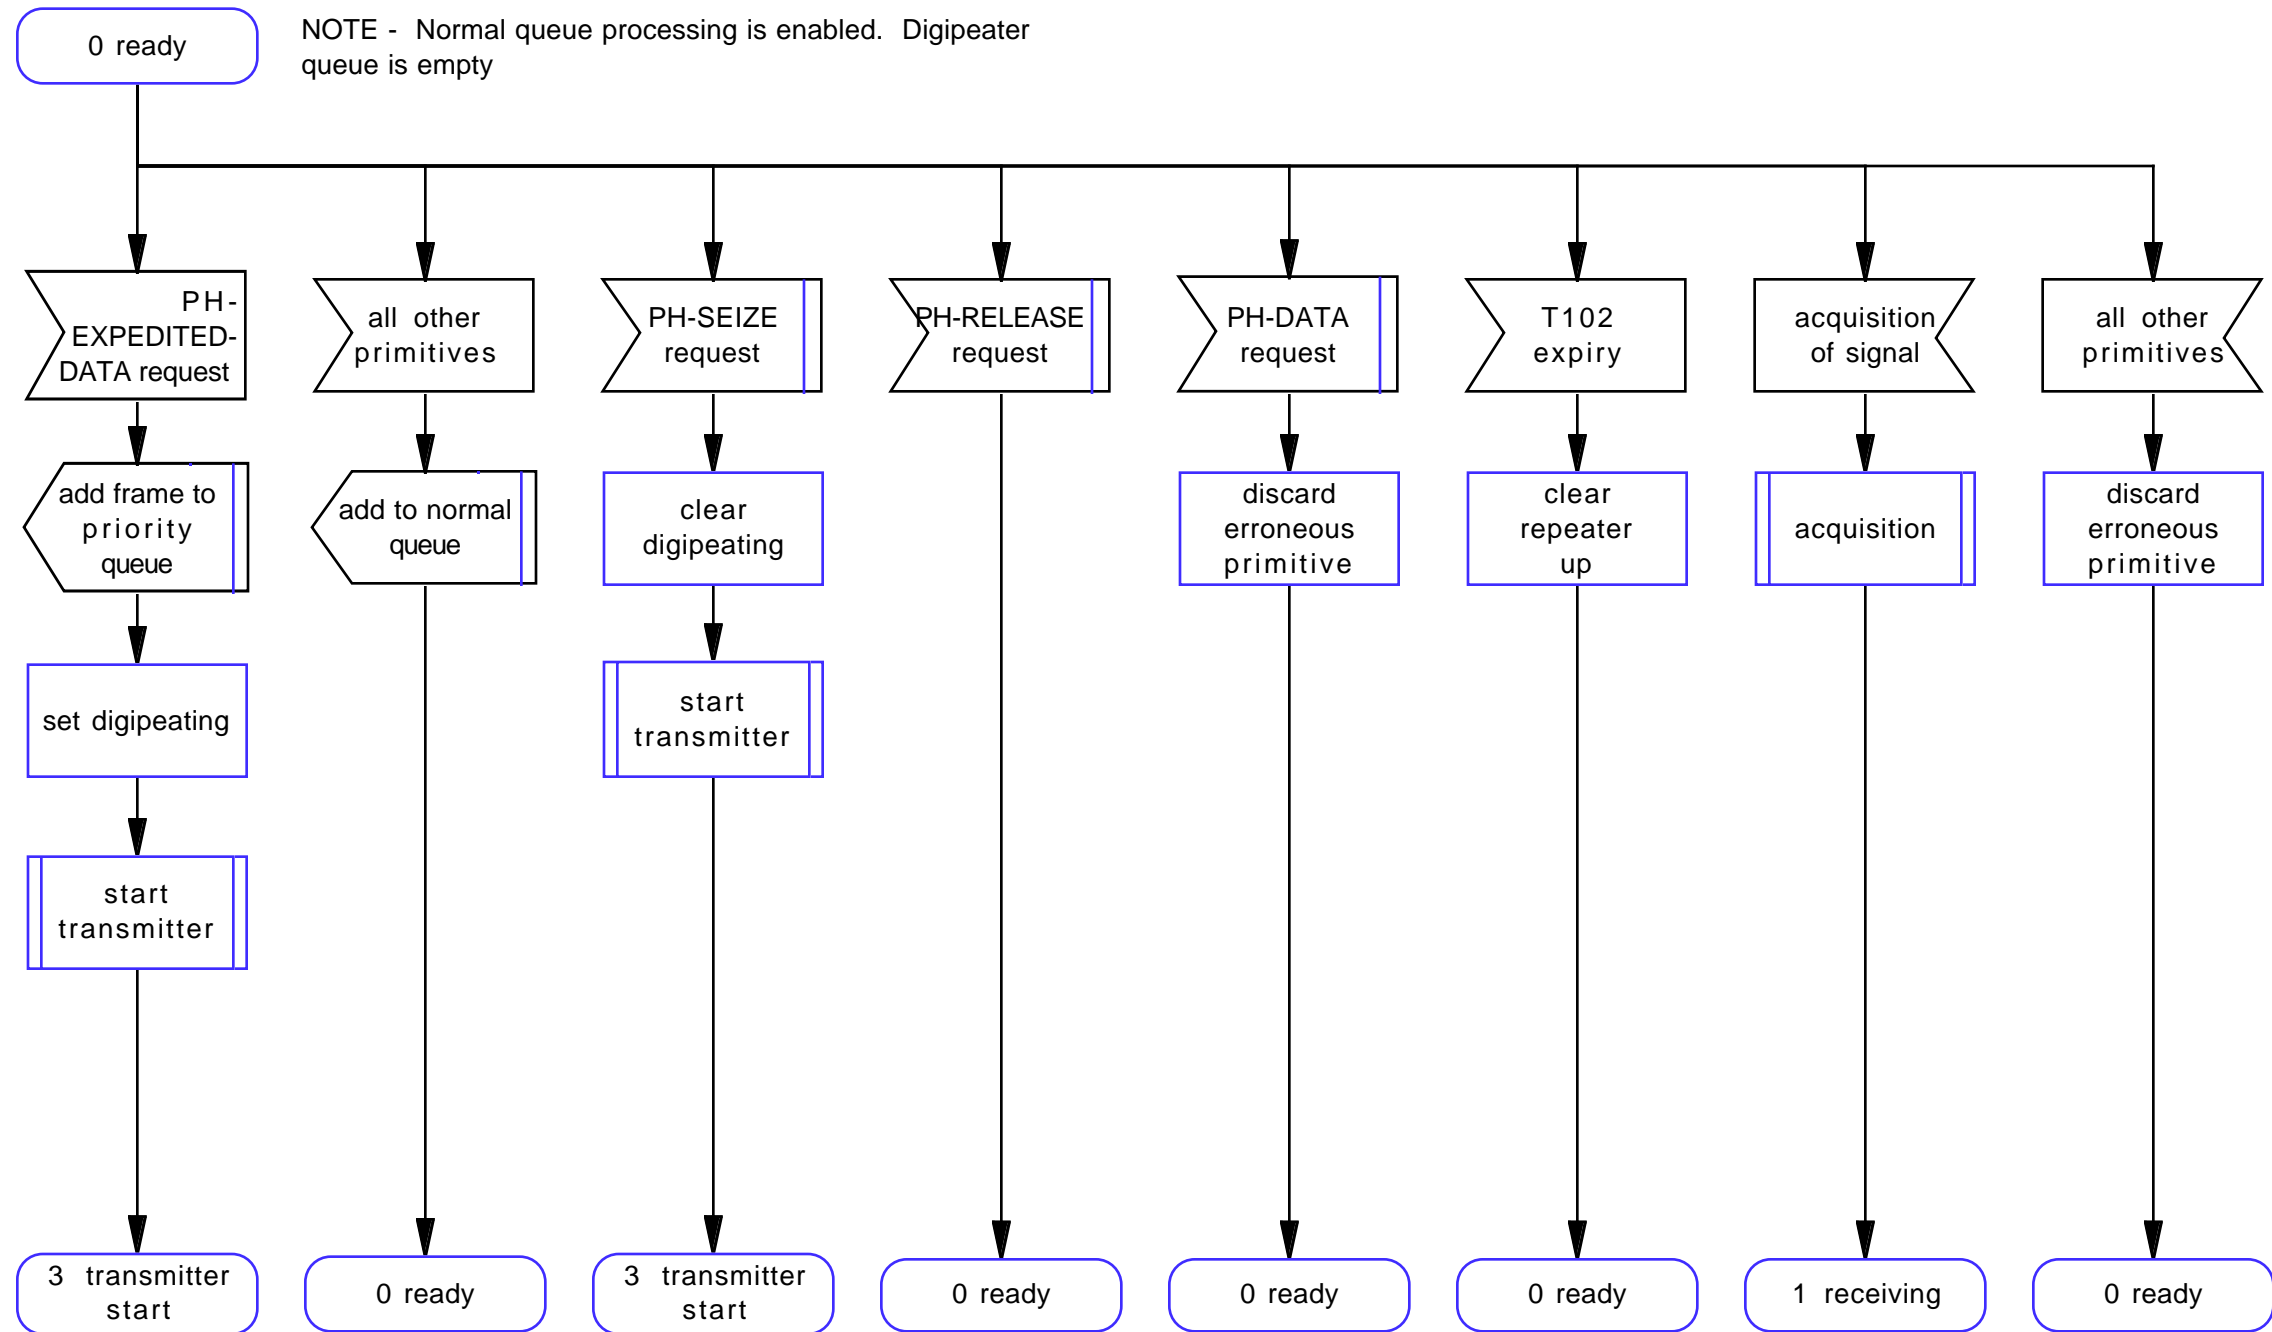 0 ready
NOTE - Normal queue processing is enabled. Digipeater
queue is empty
PH-
EXPEDITED-
DATA request
all other
primitives
PH-SEIZE
request
PH-RELEASE
request
PH-DATA
request
T102
expiry
acquisition
of signal
all other
primitives
add frame to
priority
queue
add to normal
queue
clear
digipeating
discard
erroneous
primitive
clear
repeater
up
acquisition
discard
erroneous
primitive
set digipeating
start
transmitter
start
transmitter
3 transmitter
start
0 ready
3 transmitter
start
0 ready
0 ready
0 ready
1 receiving
0 ready